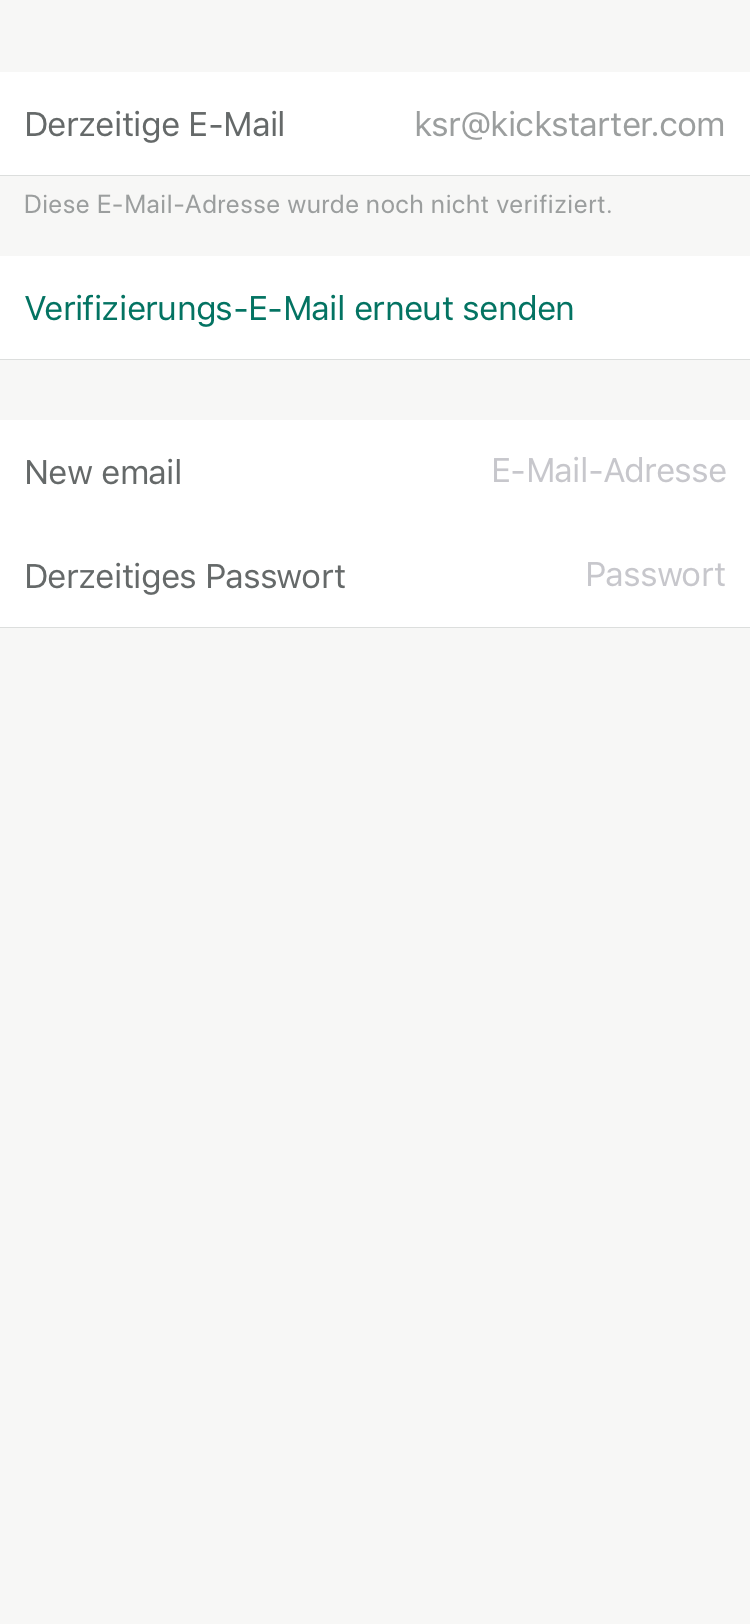 Derzeitige E-Mail ksr@kickstarter.com
Diese E-Mail-Adresse wurde noch nicht verifiziert.
Verifizierungs-E-Mail erneut senden
New email E-Mail-Adresse
Derzeitiges Passwort Passwort